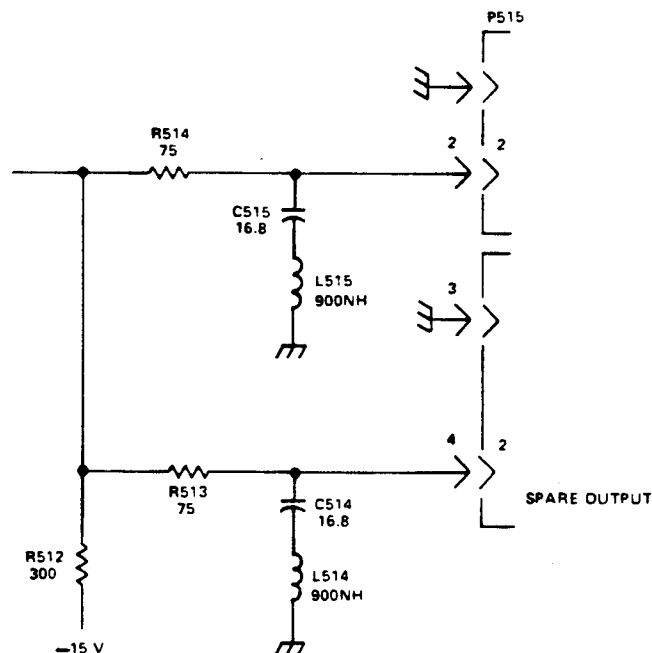 P515
R514
75
2 2
C515
16.8
L515
900NH
3
4 2
R513
75
C514
16.8
SPARE OUTPUT
R512
300
L514
900NH
—15 V